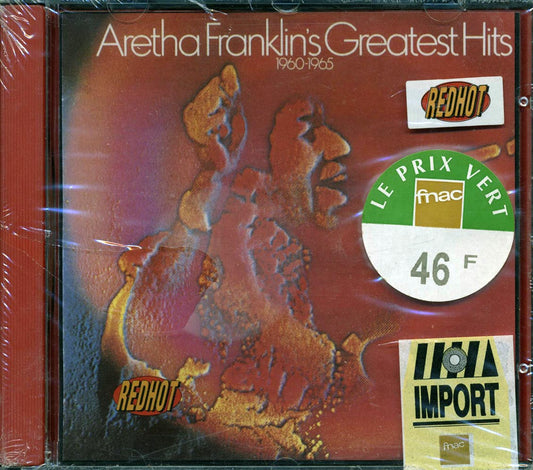 Aretha Franklin's Greatest Hits
1960-1965
REDHOT
LE PRIX VERT
fnac
46 F
REDHOT
IMPORT
fnac